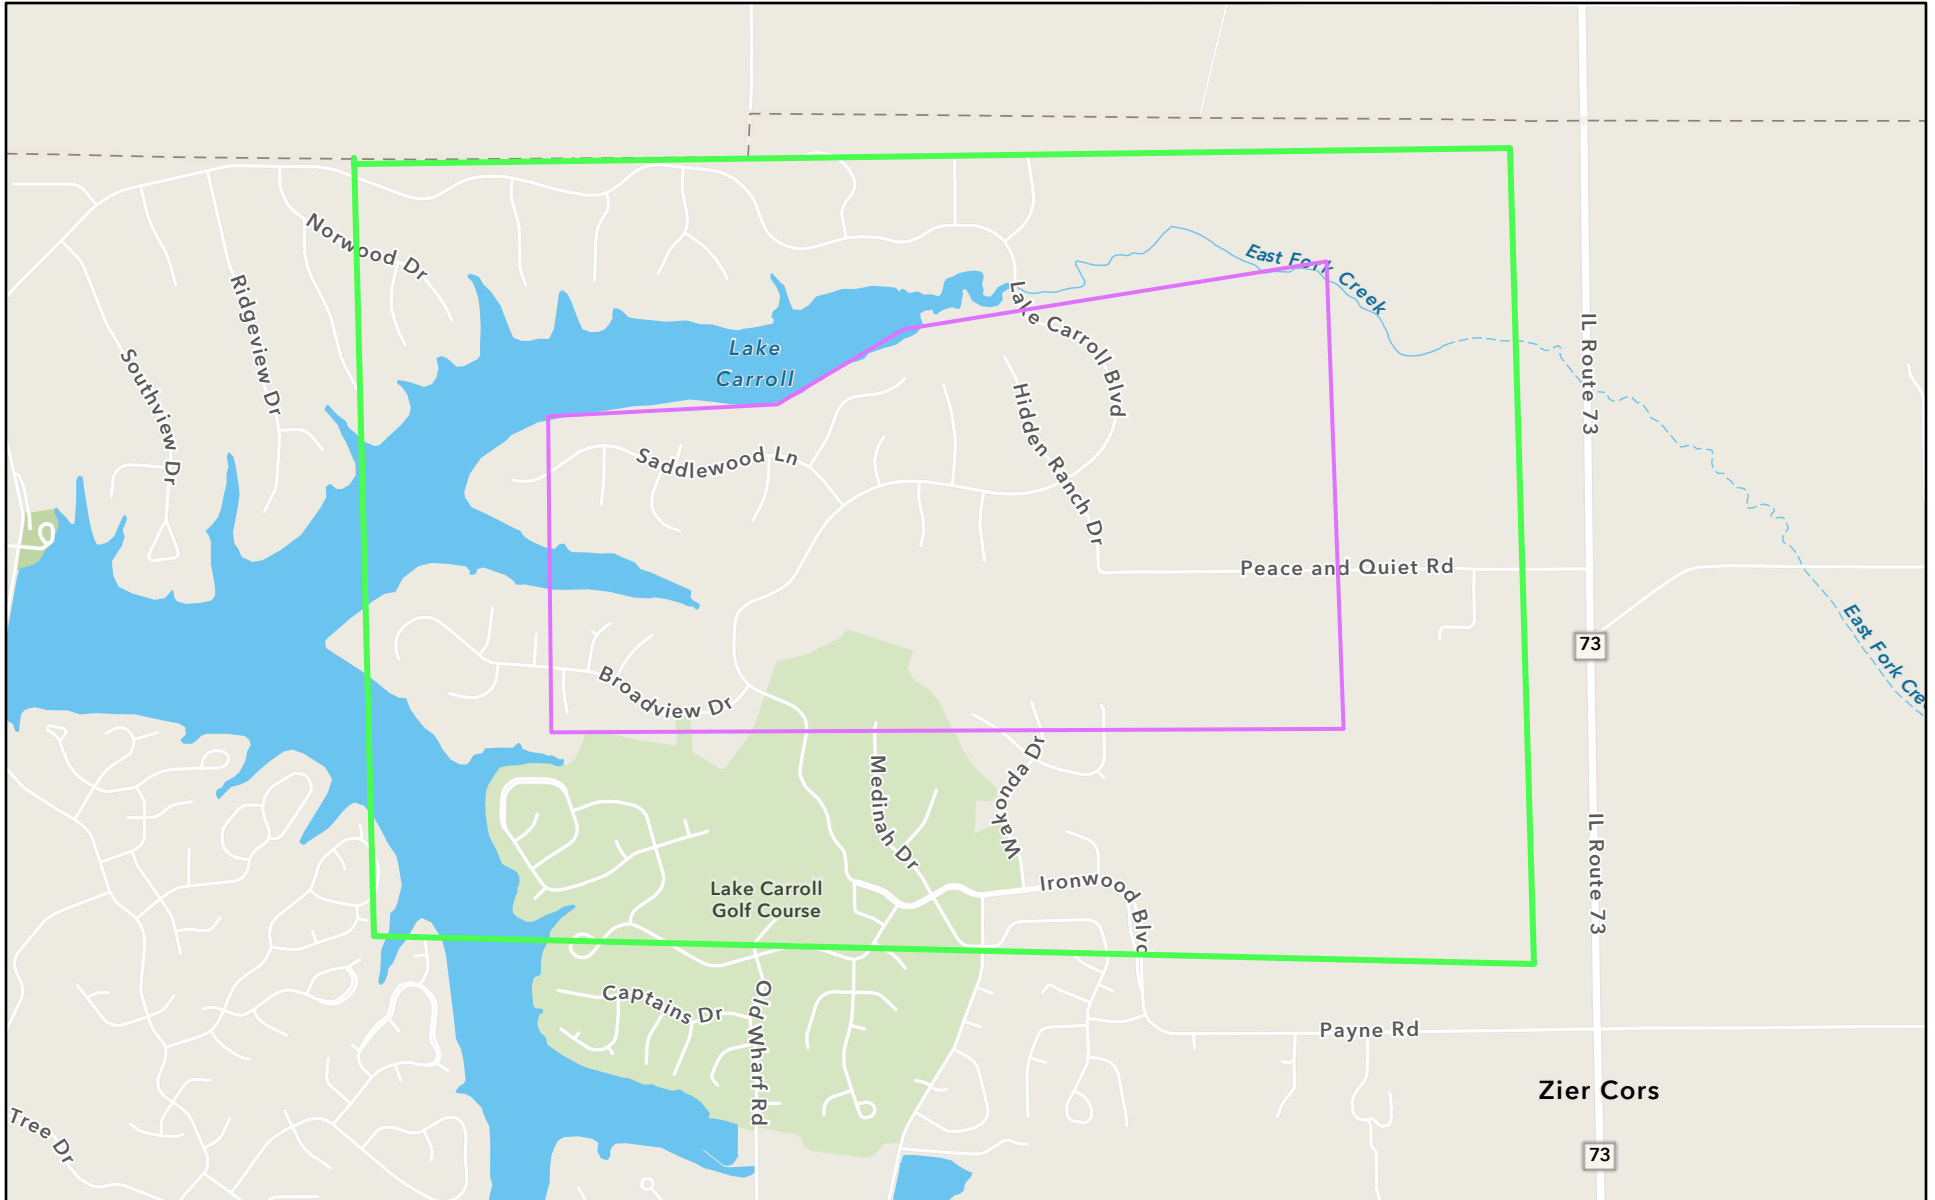 Norwood Dr
Ridgeview Dr
Southview Dr
East Fork Creek
Lake
Carroll
Lake Carroll Blvd
IL Route 73
Hidden Ranch Dr
Saddlewood Ln
Peace and Quiet Rd
73
East Fork Cre
Broadview Dr
Medinah Dr
Wakonda Dr
Ironwood Blvd
IL Route 73
Lake Carroll
Golf Course
Captains Dr
Old Wharf Rd
Payne Rd
Zier Cors
Tree Dr
73